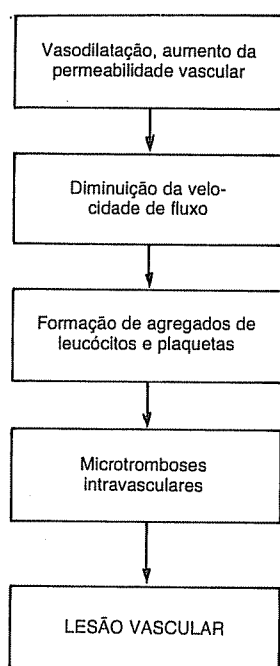 Vasodilatação, aumento da
permeabilidade vascular
Diminuição da velo-
cidade de fluxo
Formação de agregados de
leucócitos e plaquetas
Microtromboses
intravasculares
LESÃO VASCULAR